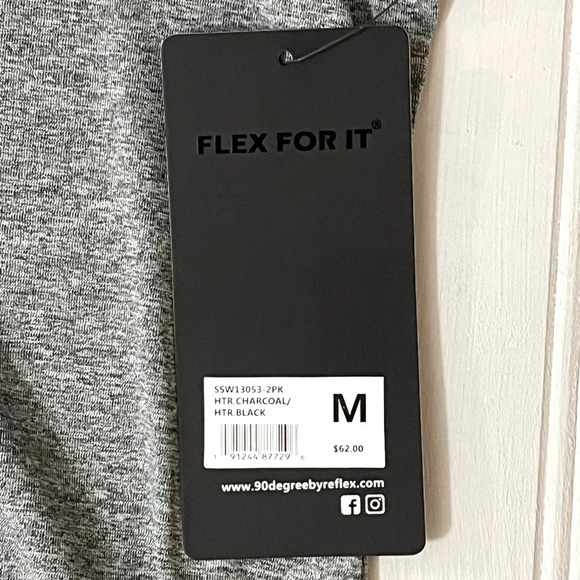 FLEX FOR IT®
SSW13053-2PK
HTR.CHARCOAL/
HTR.BLACK
M
1 91244 87729 6
$62.00
www.90degreebyreflex.com